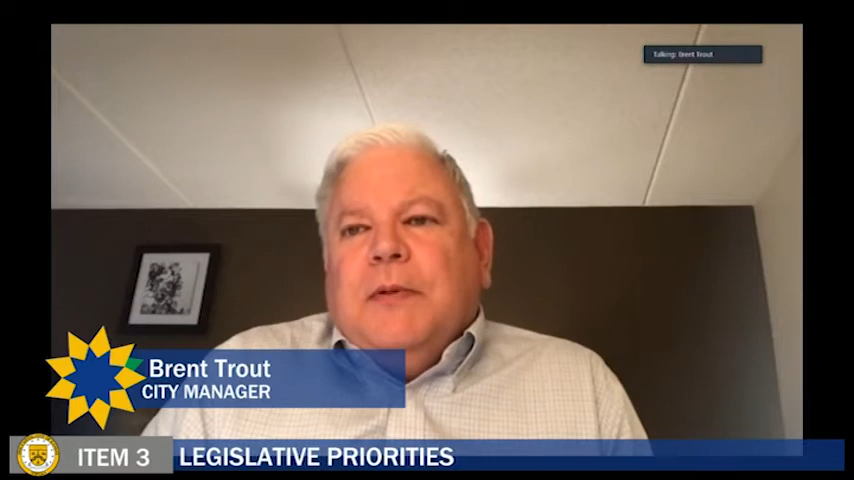 Talking: Brent Trout
Brent Trout
CITY MANAGER
ITEM 3
LEGISLATIVE PRIORITIES